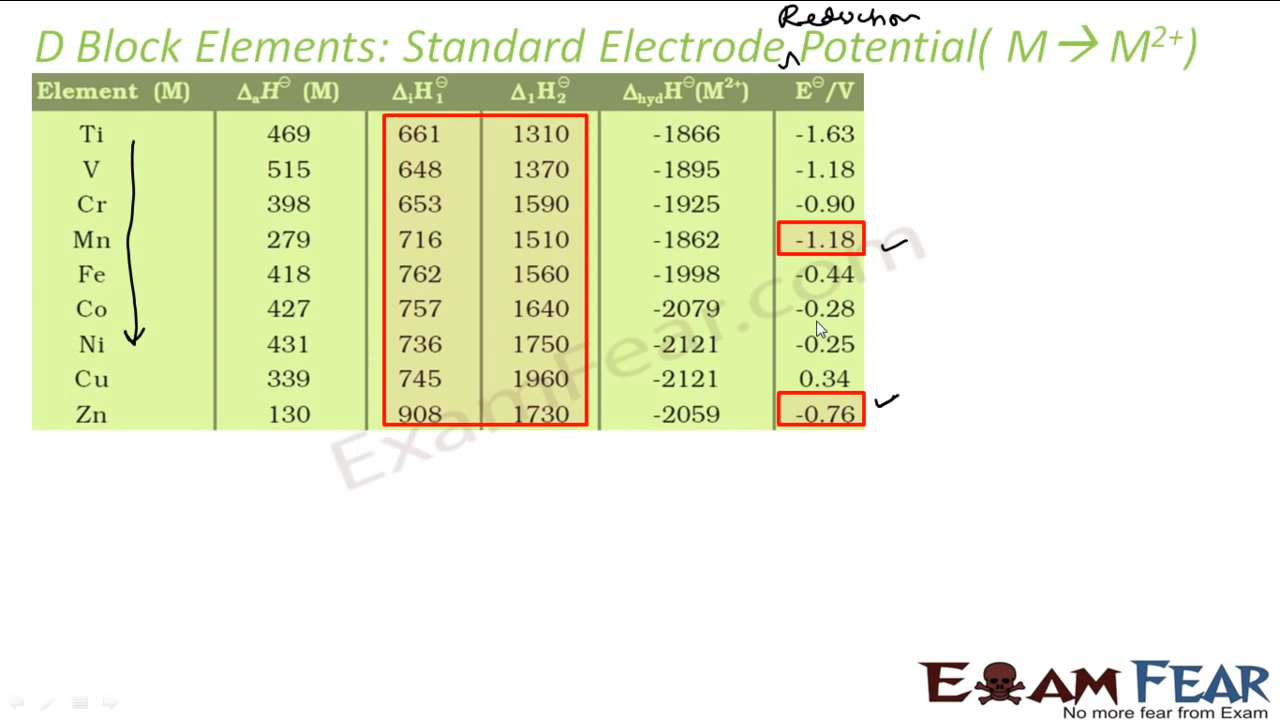 Reduction
D Block Elements: Standard Electrode Potential( M → M²⁺)
Element (M) ΔₐH⊖ (M) ΔᵢH₁⊖ Δ₁H₂⊖ ΔhydH⊖(M²⁺) E⊖/V
Ti 469 661 1310 -1866 -1.63
V 515 648 1370 -1895 -1.18
Cr 398 653 1590 -1925 -0.90
Mn 279 716 1510 -1862 -1.18
Fe 418 762 1560 -1998 -0.44
Co 427 757 1640 -2079 -0.28
Ni 431 736 1750 -2121 -0.25
Cu 339 745 1960 -2121 0.34
Zn 130 908 1730 -2059 -0.76
ExamFear.com
EXAM FEAR
No more fear from Exam